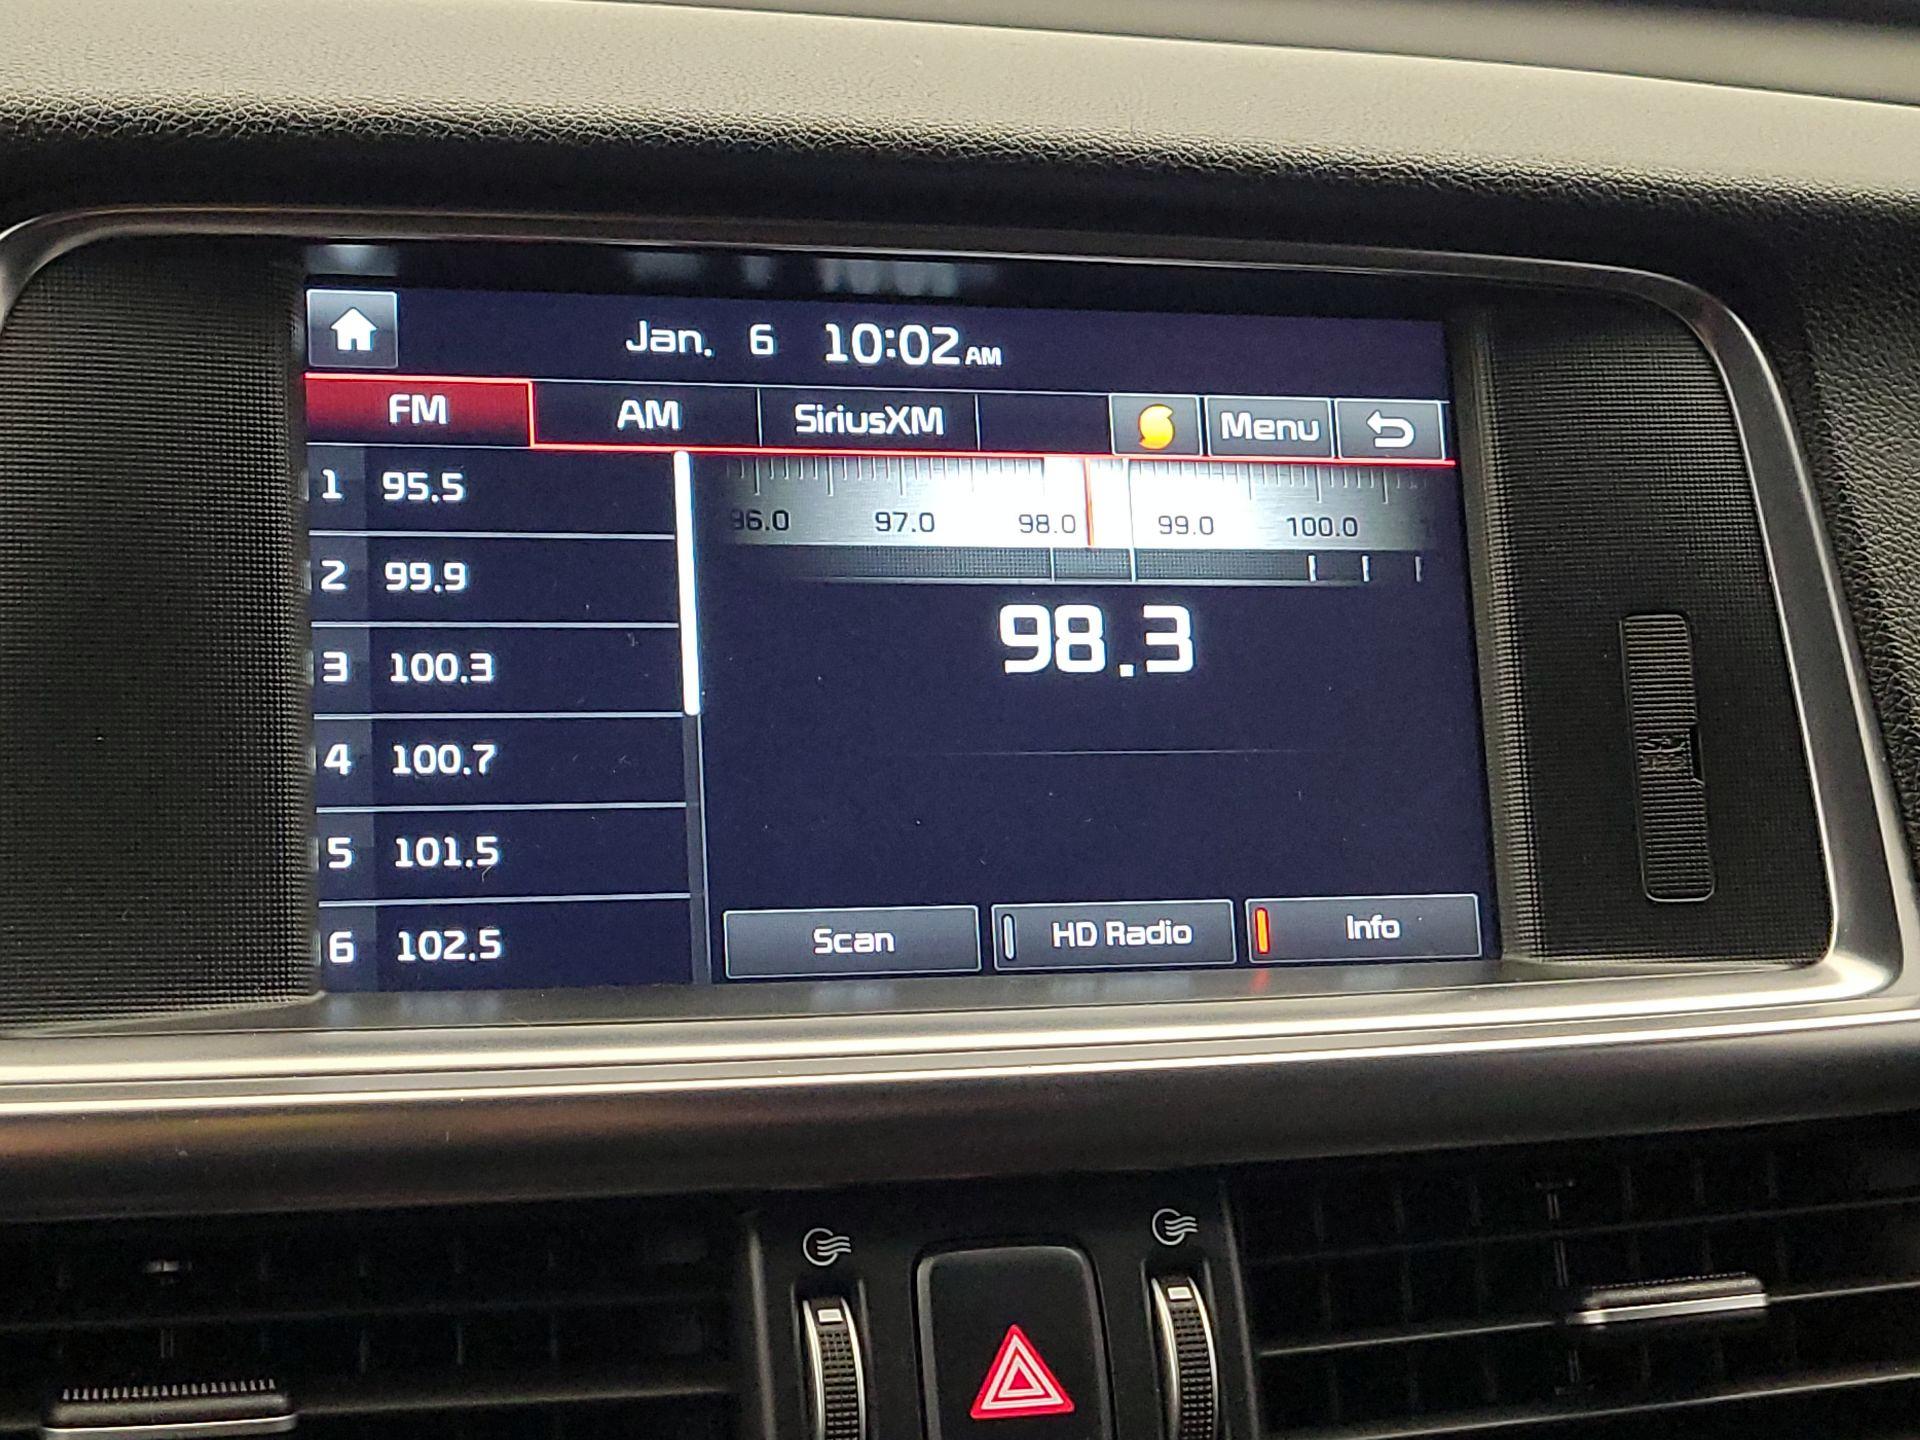 Jan. 6 10:02 AM
FM AM SiriusXM Menu
1 95.5
2 99.9
3 100.3
4 100.7
5 101.5
6 102.5
96.0 97.0 98.0 99.0 100.0
98.3
Scan HD Radio Info